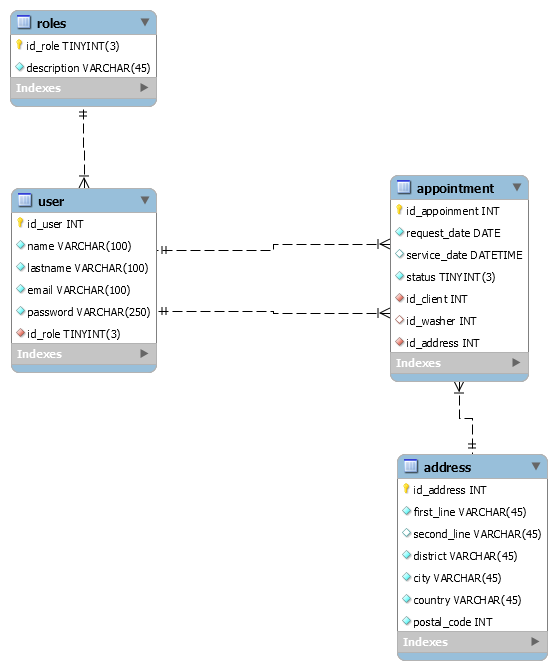 roles
id_role TINYINT(3)
description VARCHAR(45)
Indexes
user
id_user INT
name VARCHAR(100)
lastname VARCHAR(100)
email VARCHAR(100)
password VARCHAR(250)
id_role TINYINT(3)
Indexes
appointment
id_appoinment INT
request_date DATE
service_date DATETIME
status TINYINT(3)
id_client INT
id_washer INT
id_address INT
Indexes
address
id_address INT
first_line VARCHAR(45)
second_line VARCHAR(45)
district VARCHAR(45)
city VARCHAR(45)
country VARCHAR(45)
postal_code INT
Indexes